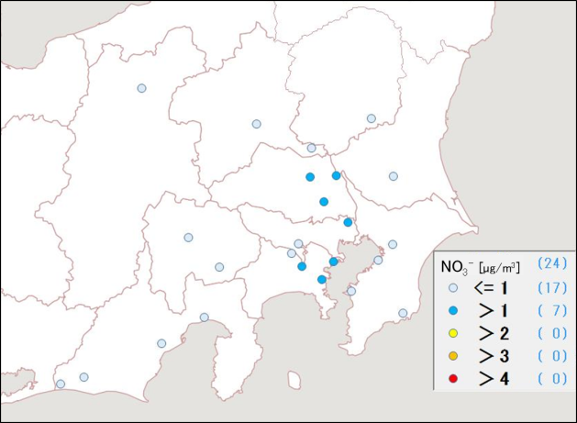 NO₃⁻ [μg/m³] (24)
<= 1 (17)
＞ 1 ( 7)
＞ 2 ( 0)
＞ 3 ( 0)
＞ 4 ( 0)